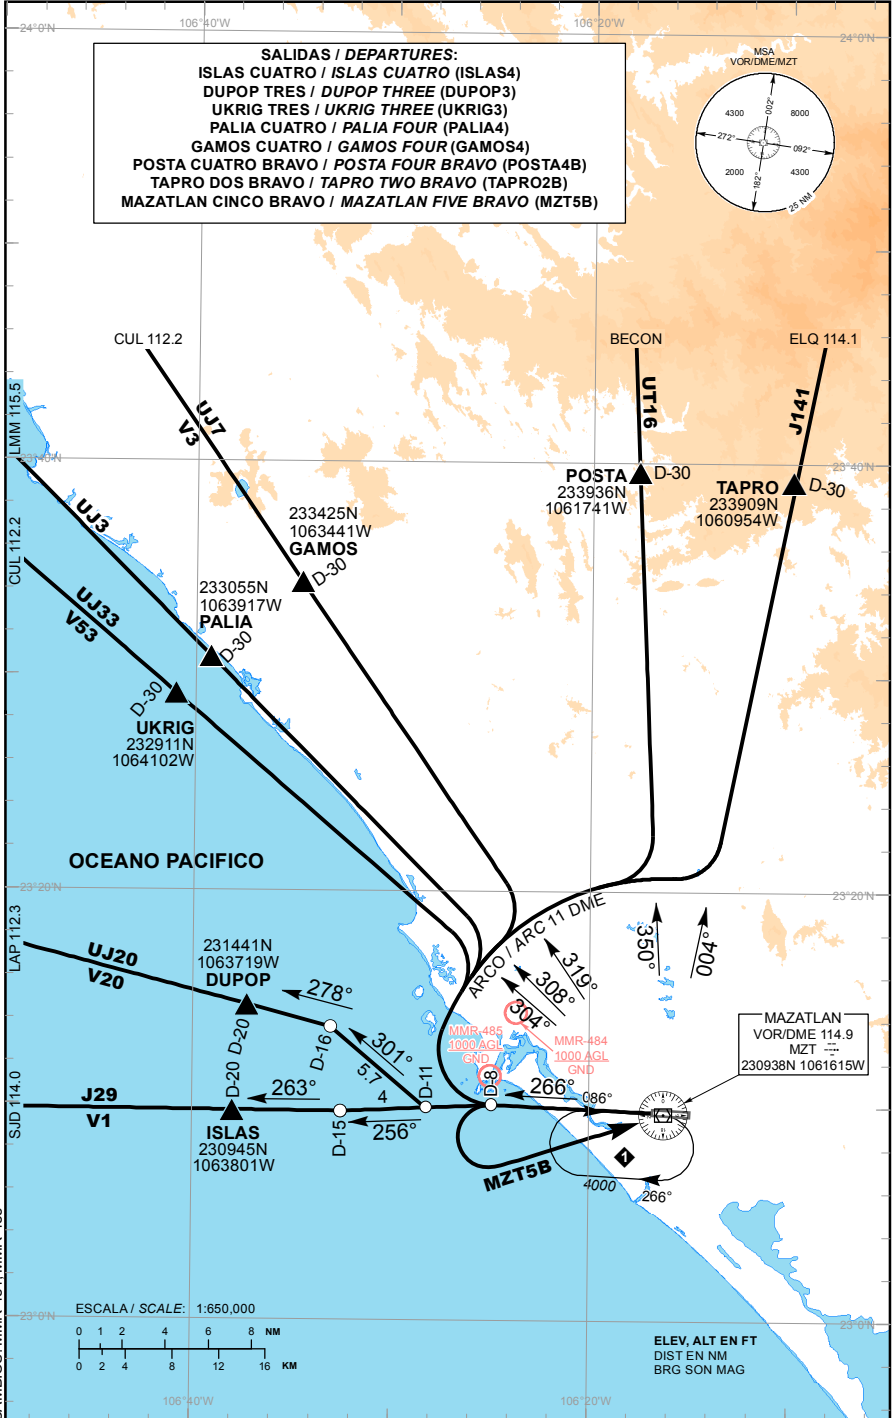 106°40'W
106°20'W
24°0'N
24°0'N
SALIDAS / DEPARTURES:
ISLAS CUATRO / ISLAS CUATRO (ISLAS4)
DUPOP TRES / DUPOP THREE (DUPOP3)
UKRIG TRES / UKRIG THREE (UKRIG3)
PALIA CUATRO / PALIA FOUR (PALIA4)
GAMOS CUATRO / GAMOS FOUR (GAMOS4)
POSTA CUATRO BRAVO / POSTA FOUR BRAVO (POSTA4B)
TAPRO DOS BRAVO / TAPRO TWO BRAVO (TAPRO2B)
MAZATLAN CINCO BRAVO / MAZATLAN FIVE BRAVO (MZT5B)
MSA
VOR/DME/MZT
002°
4300
8000
272°
092°
2000
4300
182°
25 NM
CUL 112.2
BECON
ELQ 114.1
UJ7
V3
UT16
J141
LMM 115.5
23°40'N
23°40'N
POSTA
D-30
233936N
1061741W
TAPRO
D-30
233909N
1060954W
UJ3
233425N
1063441W
GAMOS
D-30
CUL 112.2
UJ33
V53
233055N
1063917W
PALIA
D-30
D-30
UKRIG
232911N
1064102W
OCEANO PACIFICO
23°20'N
23°20'N
ARCO / ARC 11 DME
LAP 112.3
UJ20
V20
231441N
1063719W
DUPOP
D-20
278°
D-16
301°
5.7
304°
308°
319°
350°
004°
MMR-485
1000 AGL
GND
MMR-484
1000 AGL
GND
MAZATLAN
VOR/DME 114.9
MZT
230938N 1061615W
SJD 114.0
J29
V1
D-20
263°
ISLAS
230945N
1063801W
D-15
4
256°
D-11
D-8
266°
086°
MZT5B
1
4000
266°
23°0'N
23°0'N
ESCALA / SCALE: 1:650,000
0 1 2 4 6 8 NM
0 2 4 8 12 16 KM
ELEV, ALT EN FT
DIST EN NM
BRG SON MAG
106°40'W
106°20'W